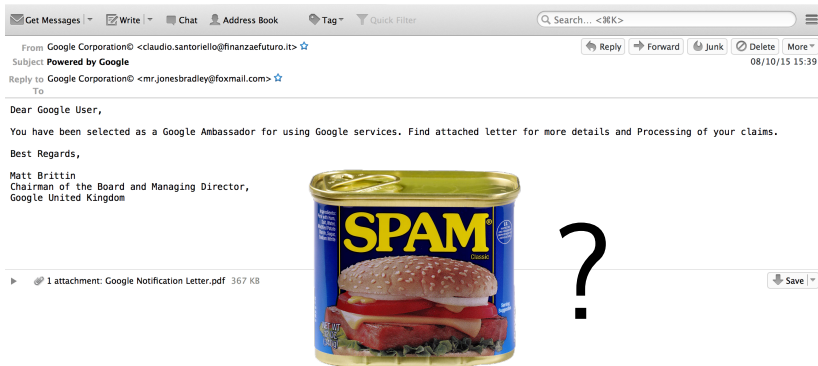 Get Messages Write Chat Address Book Tag Quick Filter Search... <⌘K>
From Google Corporation© <claudio.santoriello@finanzaefuturo.it> Reply Forward Junk Delete More
Subject Powered by Google 08/10/15 15:39
Reply to Google Corporation© <mr.jonesbradley@foxmail.com>
To
Dear Google User,
You have been selected as a Google Ambassador for using Google services. Find attached letter for more details and Processing of your claims.
Best Regards,
Matt Brittin
Chairman of the Board and Managing Director,
Google United Kingdom
SPAM®
Classic
?
1 attachment: Google Notification Letter.pdf 367 KB Save
NET WT